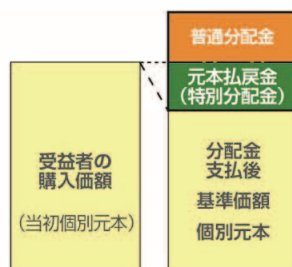 普通分配金
元本払戻金
（特別分配金）
受益者の
購入価額
（当初個別元本）
分配金
支払後
基準価額
個別元本